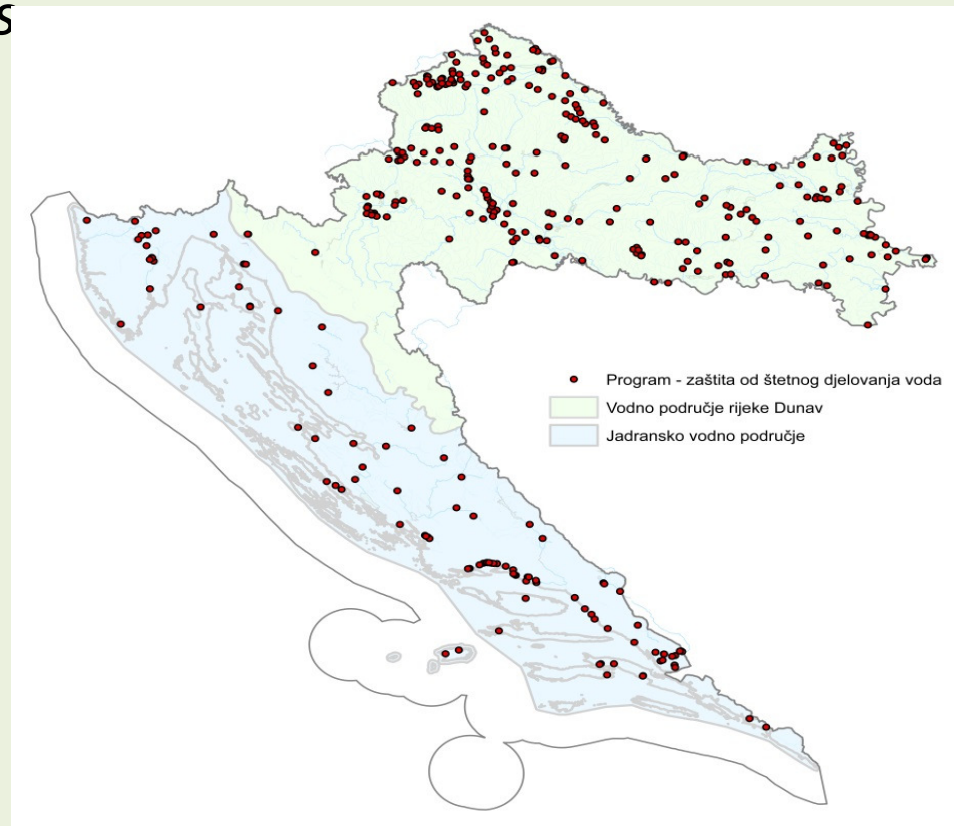 s
Program - zaštita od štetnog djelovanja voda
Vodno područje rijeke Dunav
Jadransko vodno područje